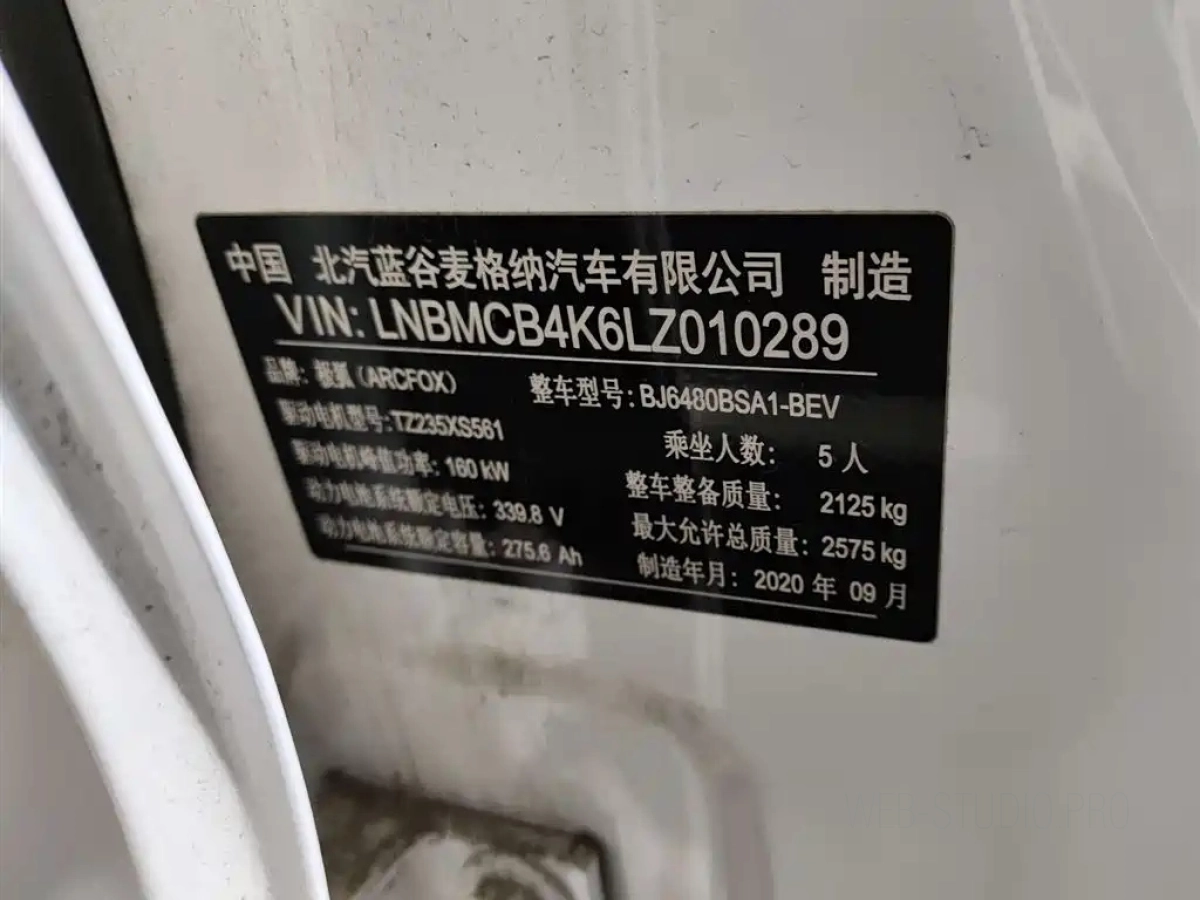 中国 北汽蓝谷麦格纳汽车有限公司 制造
VIN: LNBMCB4K6LZ010289
品牌: 极狐(ARCFOX) 整车型号: BJ6480BSA1-BEV
驱动电机型号: TZ235XS561 乘坐人数: 5 人
驱动电机峰值功率: 160 kW 整车整备质量: 2125 kg
动力电池系统额定电压: 339.8 V 最大允许总质量: 2575 kg
动力电池系统额定容量: 275.6 Ah 制造年月: 2020 年 09 月